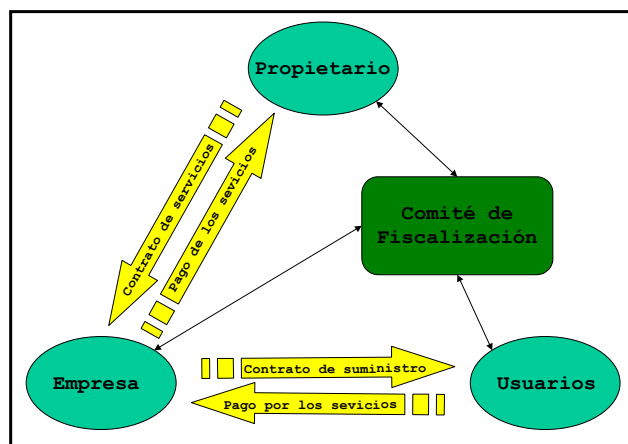 Propietario
Contrato de servicios
Pago de los sevicios
Comité de
Fiscalización
Empresa
Contrato de suministro
Pago por los sevicios
Usuarios